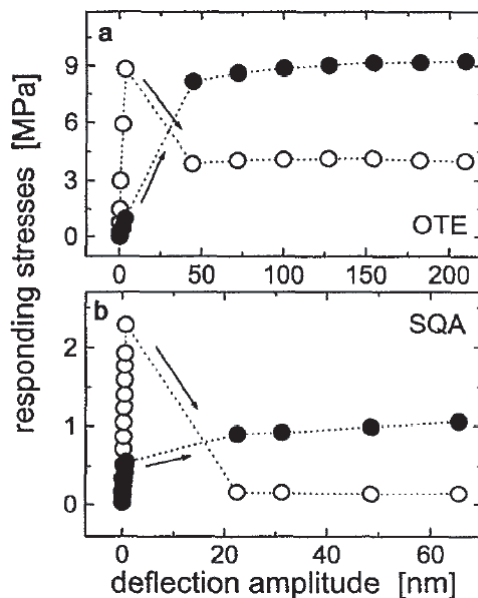 a
9
6
3
0
OTE
0 50 100 150 200
b
SQA
2
1
0
0 20 40 60
responding stresses [MPa]
deflection amplitude [nm]